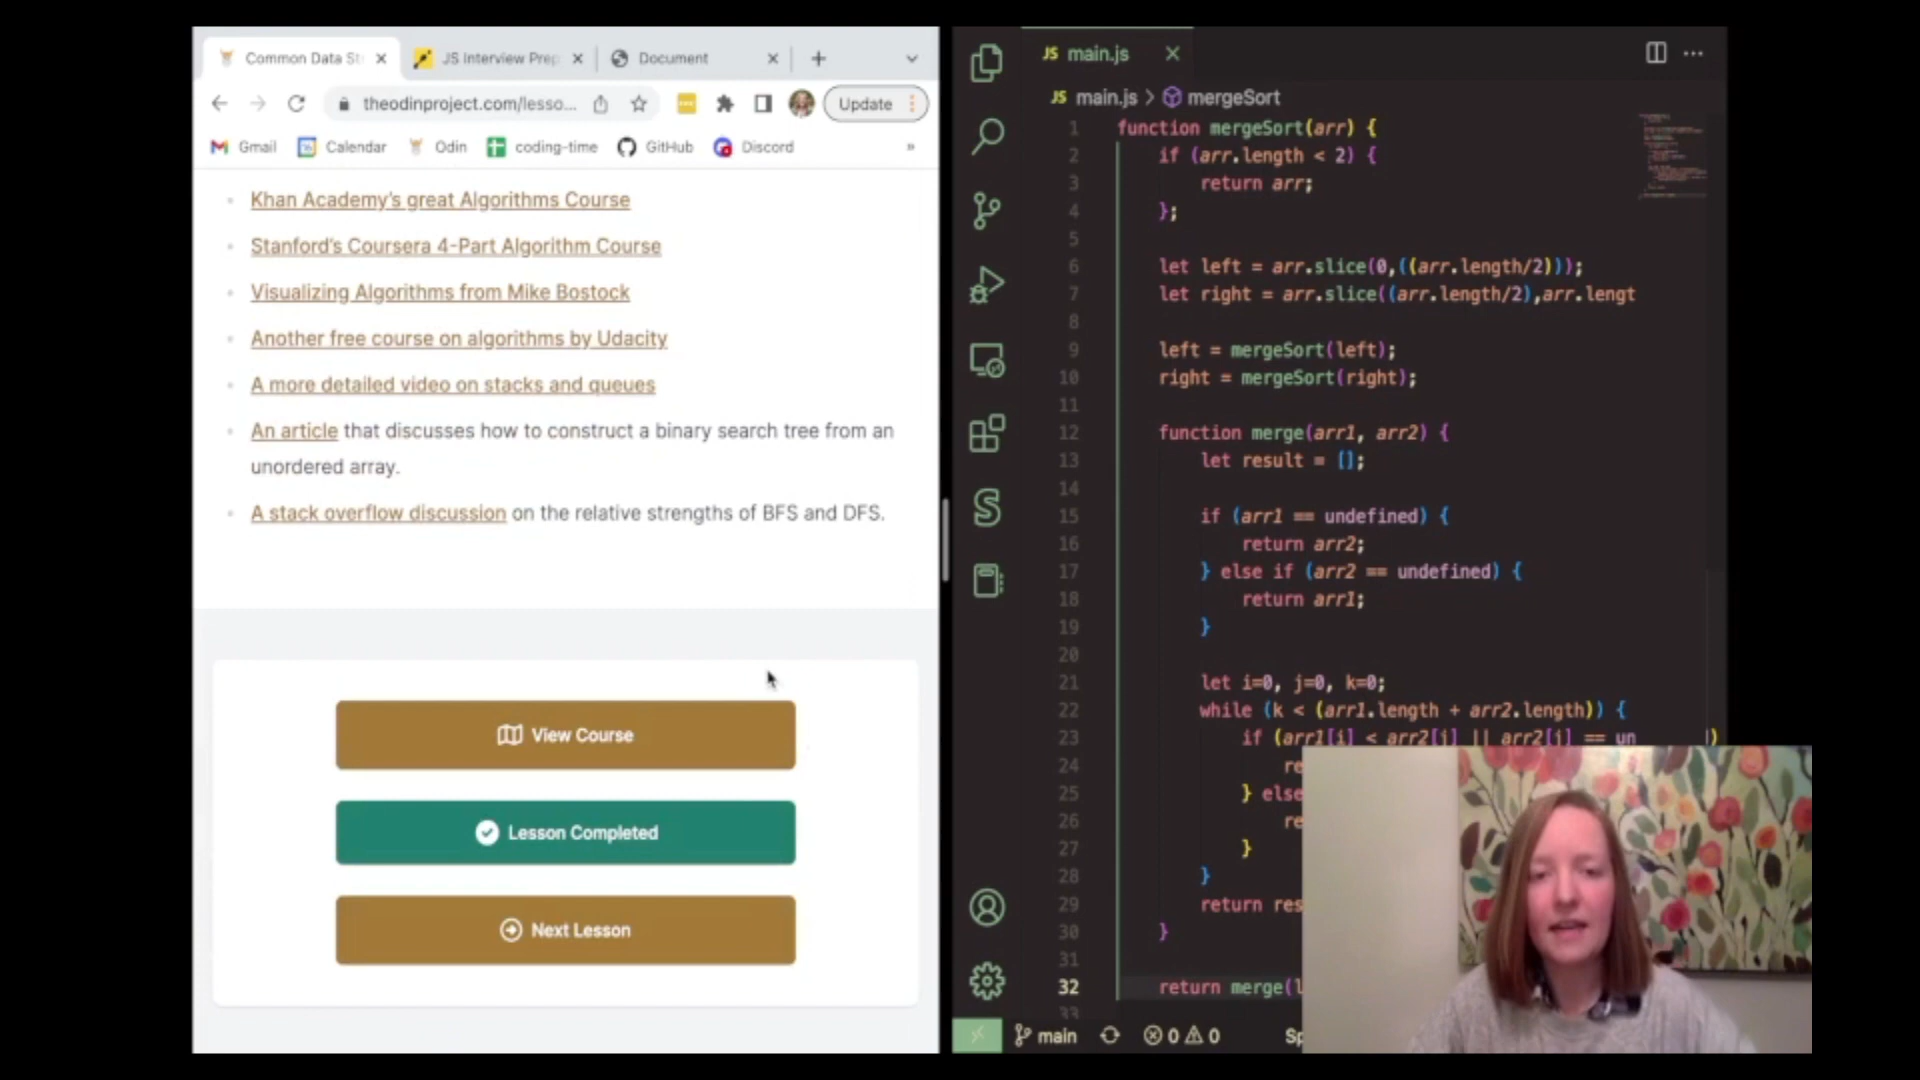 Common Data St
JS Interview Prep
Document
theodinproject.com/lesso...
Update
Gmail
Calendar
Odin
coding-time
GitHub
Discord
»
Khan Academy's great Algorithms Course
Stanford's Coursera 4-Part Algorithm Course
Visualizing Algorithms from Mike Bostock
Another free course on algorithms by Udacity
A more detailed video on stacks and queues
An article that discusses how to construct a binary search tree from an
unordered array.
A stack overflow discussion on the relative strengths of BFS and DFS.
View Course
Lesson Completed
Next Lesson
JS main.js
JS main.js > mergeSort
1 function mergeSort(arr) {
2 if (arr.length < 2) {
3 return arr;
4 };
5
6 let left = arr.slice(0,((arr.length/2)));
7 let right = arr.slice((arr.length/2),arr.lengt
8
9 left = mergeSort(left);
10 right = mergeSort(right);
11
12 function merge(arr1, arr2) {
13 let result = [];
14
15 if (arr1 == undefined) {
16 return arr2;
17 } else if (arr2 == undefined) {
18 return arr1;
19 }
20
21 let i=0, j=0, k=0;
22 while (k < (arr1.length + arr2.length)) {
23 if (arr1[i] < arr2[j] || arr2[j] == un
24 re
25 } else
26 re
27 }
28 }
29 return res
30 }
31
32 return merge(l
33
main
0
0
Sp